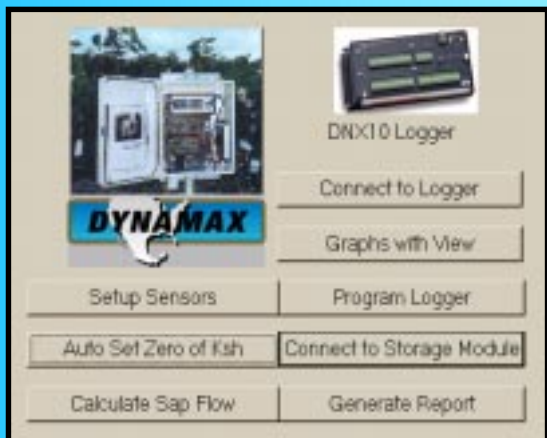 DNX10 Logger
Connect to Logger
DYNAMAX
Graphs with View
Setup Sensors
Program Logger
Auto Set Zero of Ksh
Connect to Storage Module
Calculate Sap Flow
Generate Report